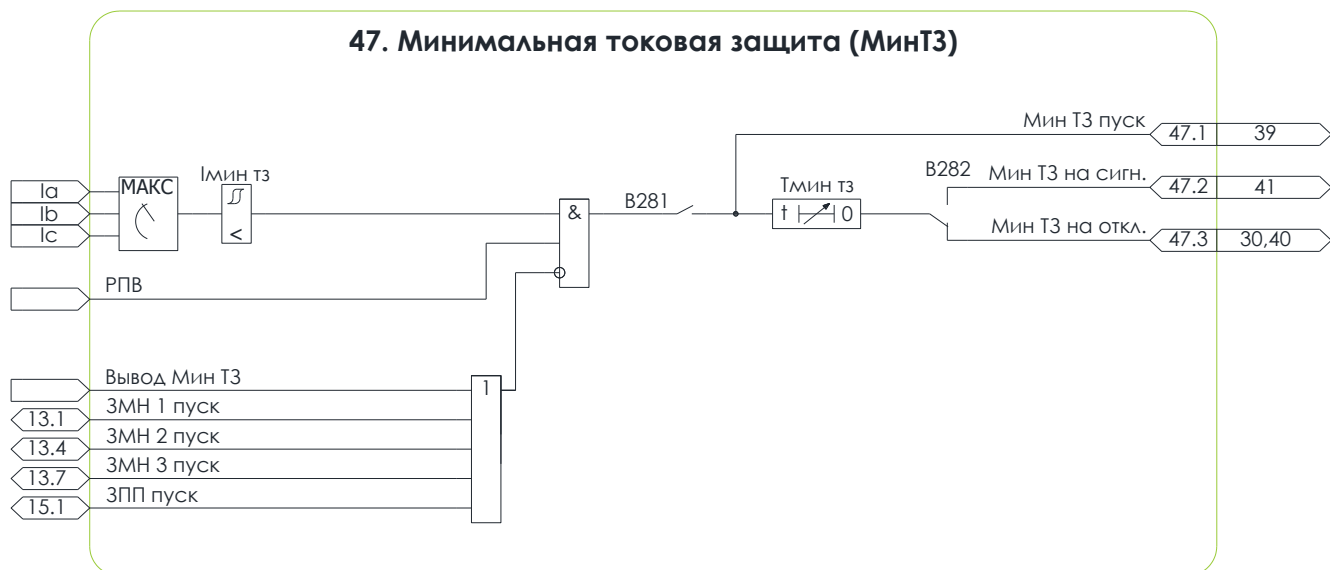 47. Минимальная токовая защита (МинТЗ)
Мин ТЗ пуск
47.1 39
Iмин тз
МАКС
Ia
Ib
Ic
<
&
B281
Tмин тз
t 0
B282
Мин ТЗ на сигн.
47.2 41
Мин ТЗ на откл.
47.3 30,40
РПВ
Вывод Мин ТЗ
1
13.1 ЗМН 1 пуск
13.4 ЗМН 2 пуск
13.7 ЗМН 3 пуск
15.1 ЗПП пуск